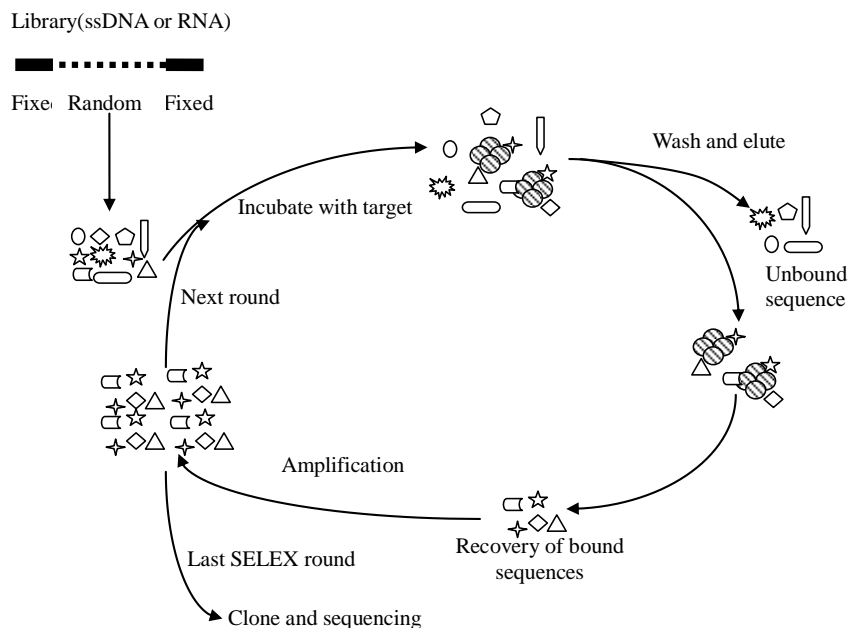 Library(ssDNA or RNA)
Fixed Random Fixed
Wash and elute
Incubate with target
Unbound
sequence
Next round
Amplification
Recovery of bound
sequences
Last SELEX round
Clone and sequencing